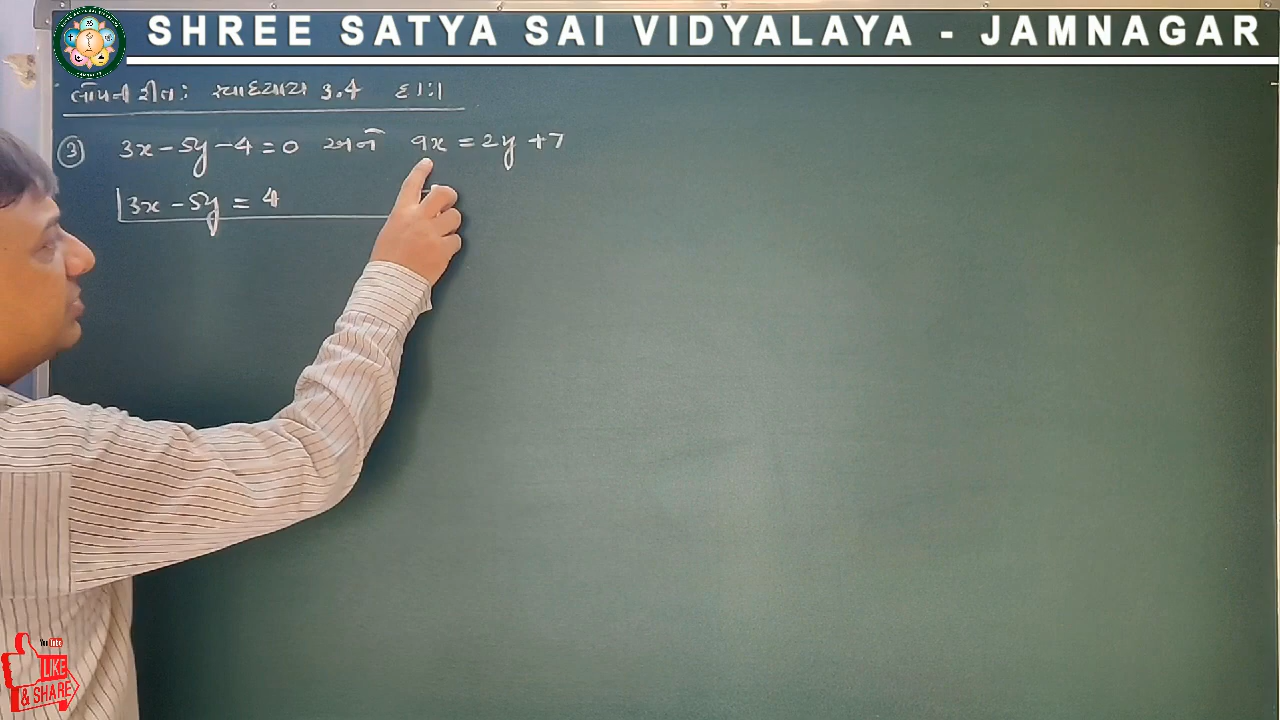 SHREE SATYA SAI VIDYALAYA - JAMNAGAR
લોપની રીત: સ્વાધ્યાય 3.4 દા:1
③ 3x - 5y - 4 = 0 અને 9x = 2y + 7
3x - 5y = 4
YouTube
LIKE
& SHARE